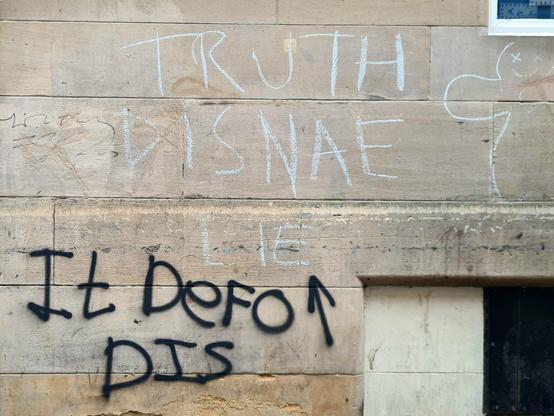 TRUTH
DISNAE
LIE
It DeFO ↑
DIS